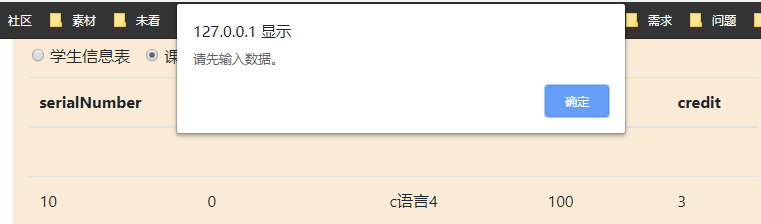 社区 素材 未看 需求 问题
127.0.0.1 显示
请先输入数据。
确定
学生信息表 课
serialNumber credit
10 0 c语言4 100 3